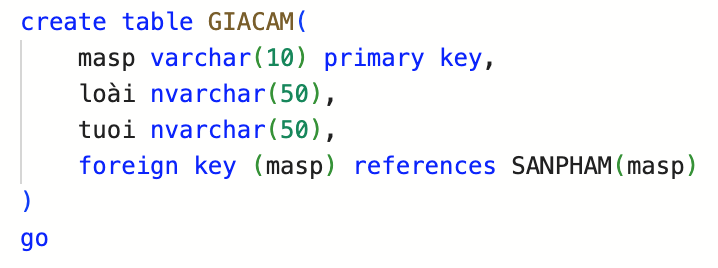 create table GIACAM(
masp varchar(10) primary key,
loài nvarchar(50),
tuoi nvarchar(50),
foreign key (masp) references SANPHAM(masp)
)
go